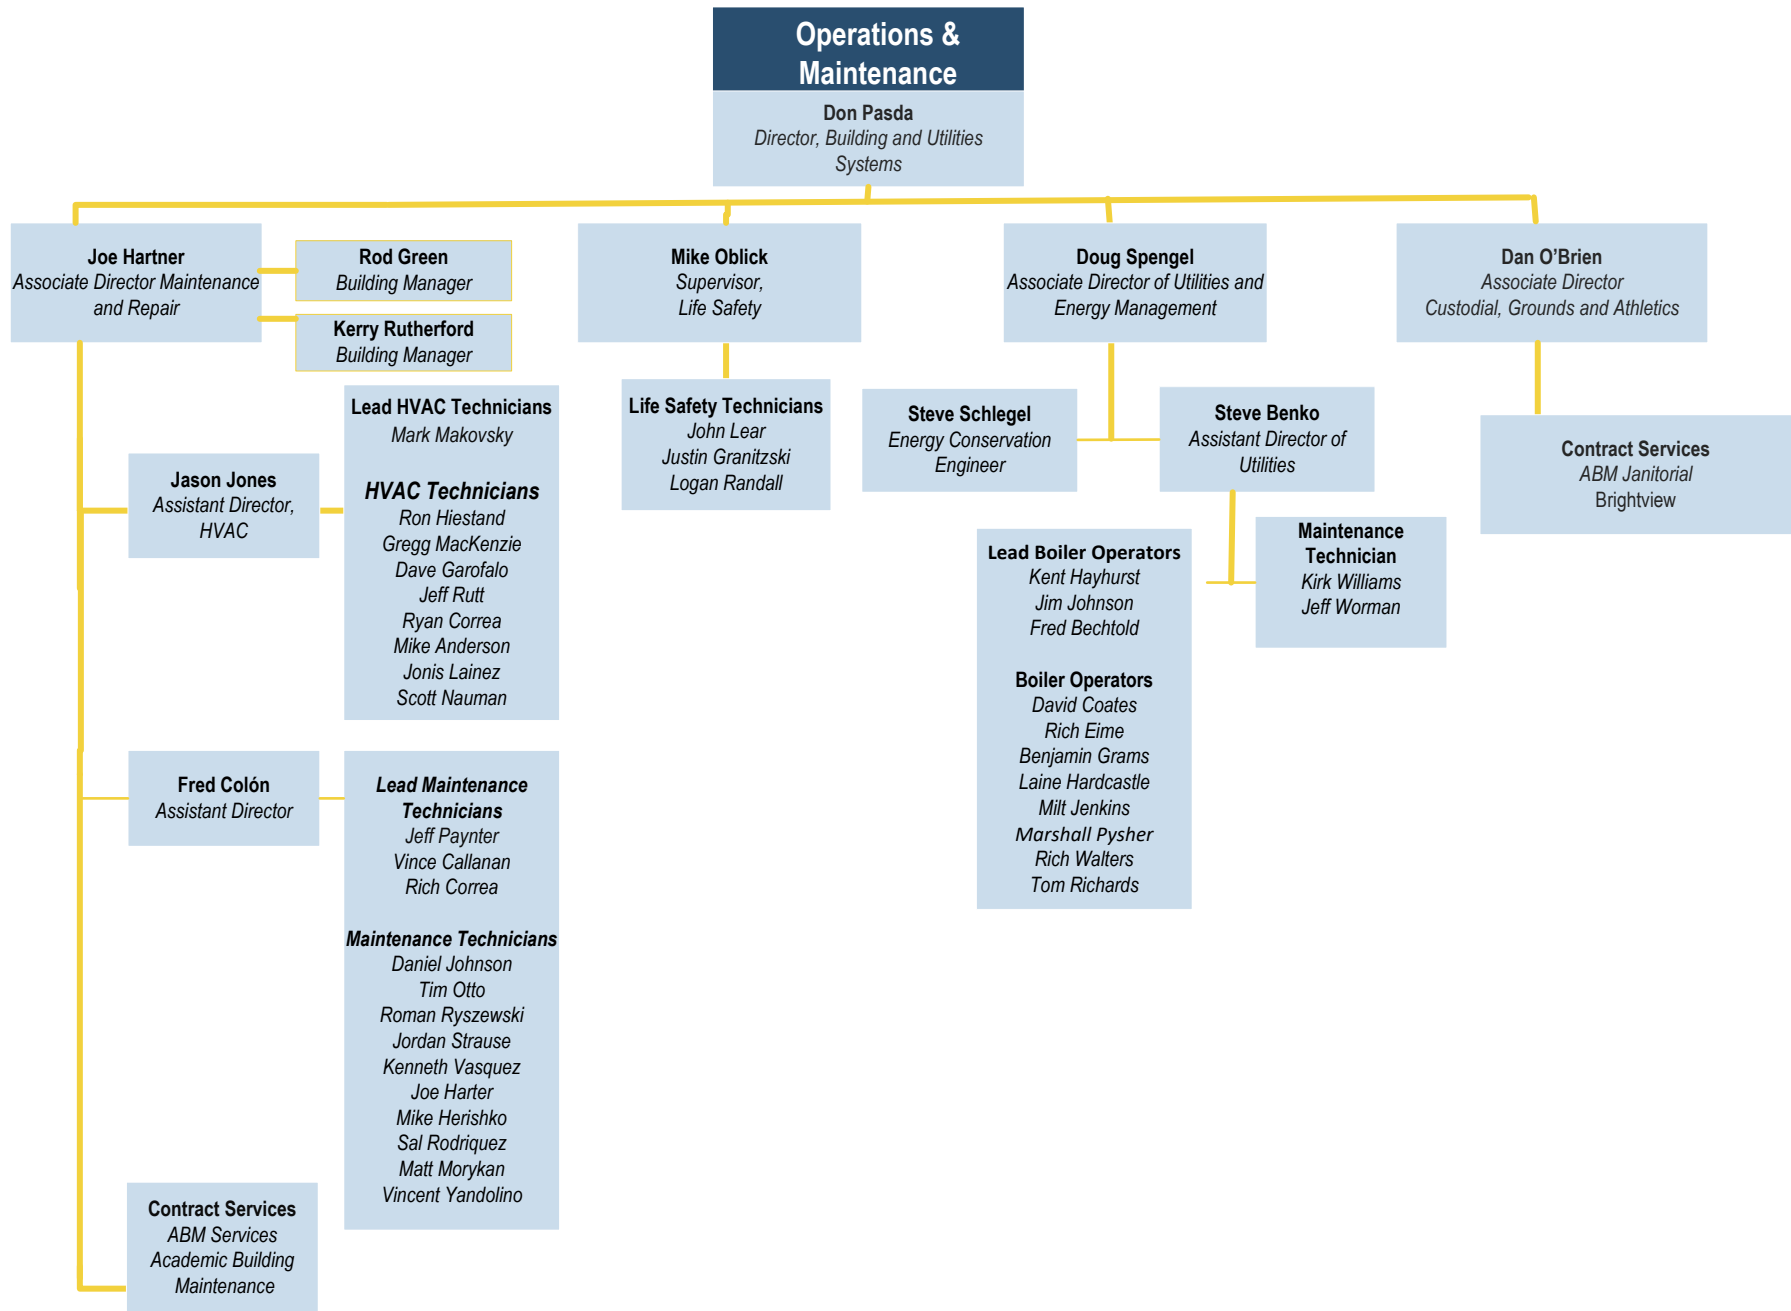 Operations &
Maintenance
Don Pasda
Director, Building and Utilities
Systems
Joe Hartner
Associate Director Maintenance
and Repair
Rod Green
Building Manager
Kerry Rutherford
Building Manager
Mike Oblick
Supervisor,
Life Safety
Doug Spengel
Associate Director of Utilities and
Energy Management
Dan O’Brien
Associate Director
Custodial, Grounds and Athletics
Jason Jones
Assistant Director,
HVAC
Lead HVAC Technicians
Mark Makovsky
HVAC Technicians
Ron Hiestand
Gregg MacKenzie
Dave Garofalo
Jeff Rutt
Ryan Correa
Mike Anderson
Jonis Lainez
Scott Nauman
Life Safety Technicians
John Lear
Justin Granitzski
Logan Randall
Steve Schlegel
Energy Conservation
Engineer
Steve Benko
Assistant Director of
Utilities
Contract Services
ABM Janitorial
Brightview
Lead Boiler Operators
Kent Hayhurst
Jim Johnson
Fred Bechtold
Boiler Operators
David Coates
Rich Eime
Benjamin Grams
Laine Hardcastle
Milt Jenkins
Marshall Pysher
Rich Walters
Tom Richards
Maintenance
Technician
Kirk Williams
Jeff Worman
Fred Colón
Assistant Director
Lead Maintenance
Technicians
Jeff Paynter
Vince Callanan
Rich Correa
Maintenance Technicians
Daniel Johnson
Tim Otto
Roman Ryszewski
Jordan Strause
Kenneth Vasquez
Joe Harter
Mike Herishko
Sal Rodriquez
Matt Morykan
Vincent Yandolino
Contract Services
ABM Services
Academic Building
Maintenance